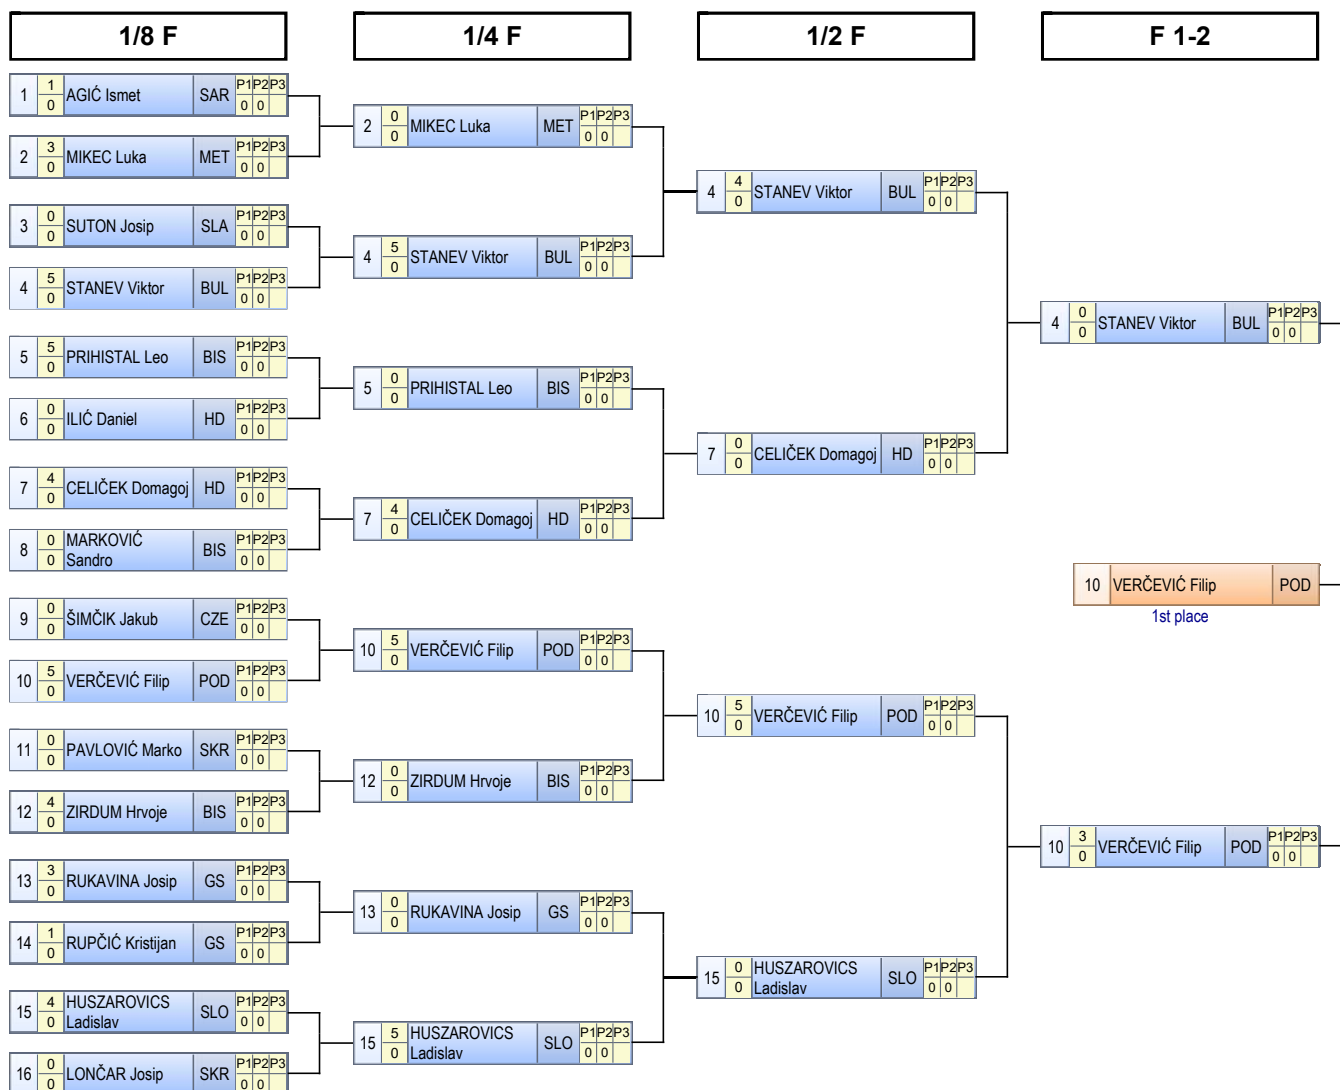 1/8 F
1/4 F
1/2 F
F 1-2
1 1 0 AGIĆ Ismet SAR P1 P2 P3 0 0
2 3 0 MIKEC Luka MET P1 P2 P3 0 0
3 0 0 SUTON Josip SLA P1 P2 P3 0 0
4 5 0 STANEV Viktor BUL P1 P2 P3 0 0
5 5 0 PRIHISTAL Leo BIS P1 P2 P3 0 0
6 0 0 ILIĆ Daniel HD P1 P2 P3 0 0
7 4 0 CELIČEK Domagoj HD P1 P2 P3 0 0
8 0 0 MARKOVIĆ
Sandro BIS P1 P2 P3 0 0
9 0 0 ŠIMČIK Jakub CZE P1 P2 P3 0 0
10 5 0 VERČEVIĆ Filip POD P1 P2 P3 0 0
11 0 0 PAVLOVIĆ Marko SKR P1 P2 P3 0 0
12 4 0 ZIRDUM Hrvoje BIS P1 P2 P3 0 0
13 3 0 RUKAVINA Josip GS P1 P2 P3 0 0
14 1 0 RUPČIĆ Kristijan GS P1 P2 P3 0 0
15 4 0 HUSZAROVICS
Ladislav SLO P1 P2 P3 0 0
16 0 0 LONČAR Josip SKR P1 P2 P3 0 0
2 0 0 MIKEC Luka MET P1 P2 P3 0 0
4 5 0 STANEV Viktor BUL P1 P2 P3 0 0
5 0 0 PRIHISTAL Leo BIS P1 P2 P3 0 0
7 4 0 CELIČEK Domagoj HD P1 P2 P3 0 0
10 5 0 VERČEVIĆ Filip POD P1 P2 P3 0 0
12 0 0 ZIRDUM Hrvoje BIS P1 P2 P3 0 0
13 0 0 RUKAVINA Josip GS P1 P2 P3 0 0
15 5 0 HUSZAROVICS
Ladislav SLO P1 P2 P3 0 0
4 4 0 STANEV Viktor BUL P1 P2 P3 0 0
7 0 0 CELIČEK Domagoj HD P1 P2 P3 0 0
10 5 0 VERČEVIĆ Filip POD P1 P2 P3 0 0
15 0 0 HUSZAROVICS
Ladislav SLO P1 P2 P3 0 0
4 0 0 STANEV Viktor BUL P1 P2 P3 0 0
10 VERČEVIĆ Filip POD
1st place
10 3 0 VERČEVIĆ Filip POD P1 P2 P3 0 0